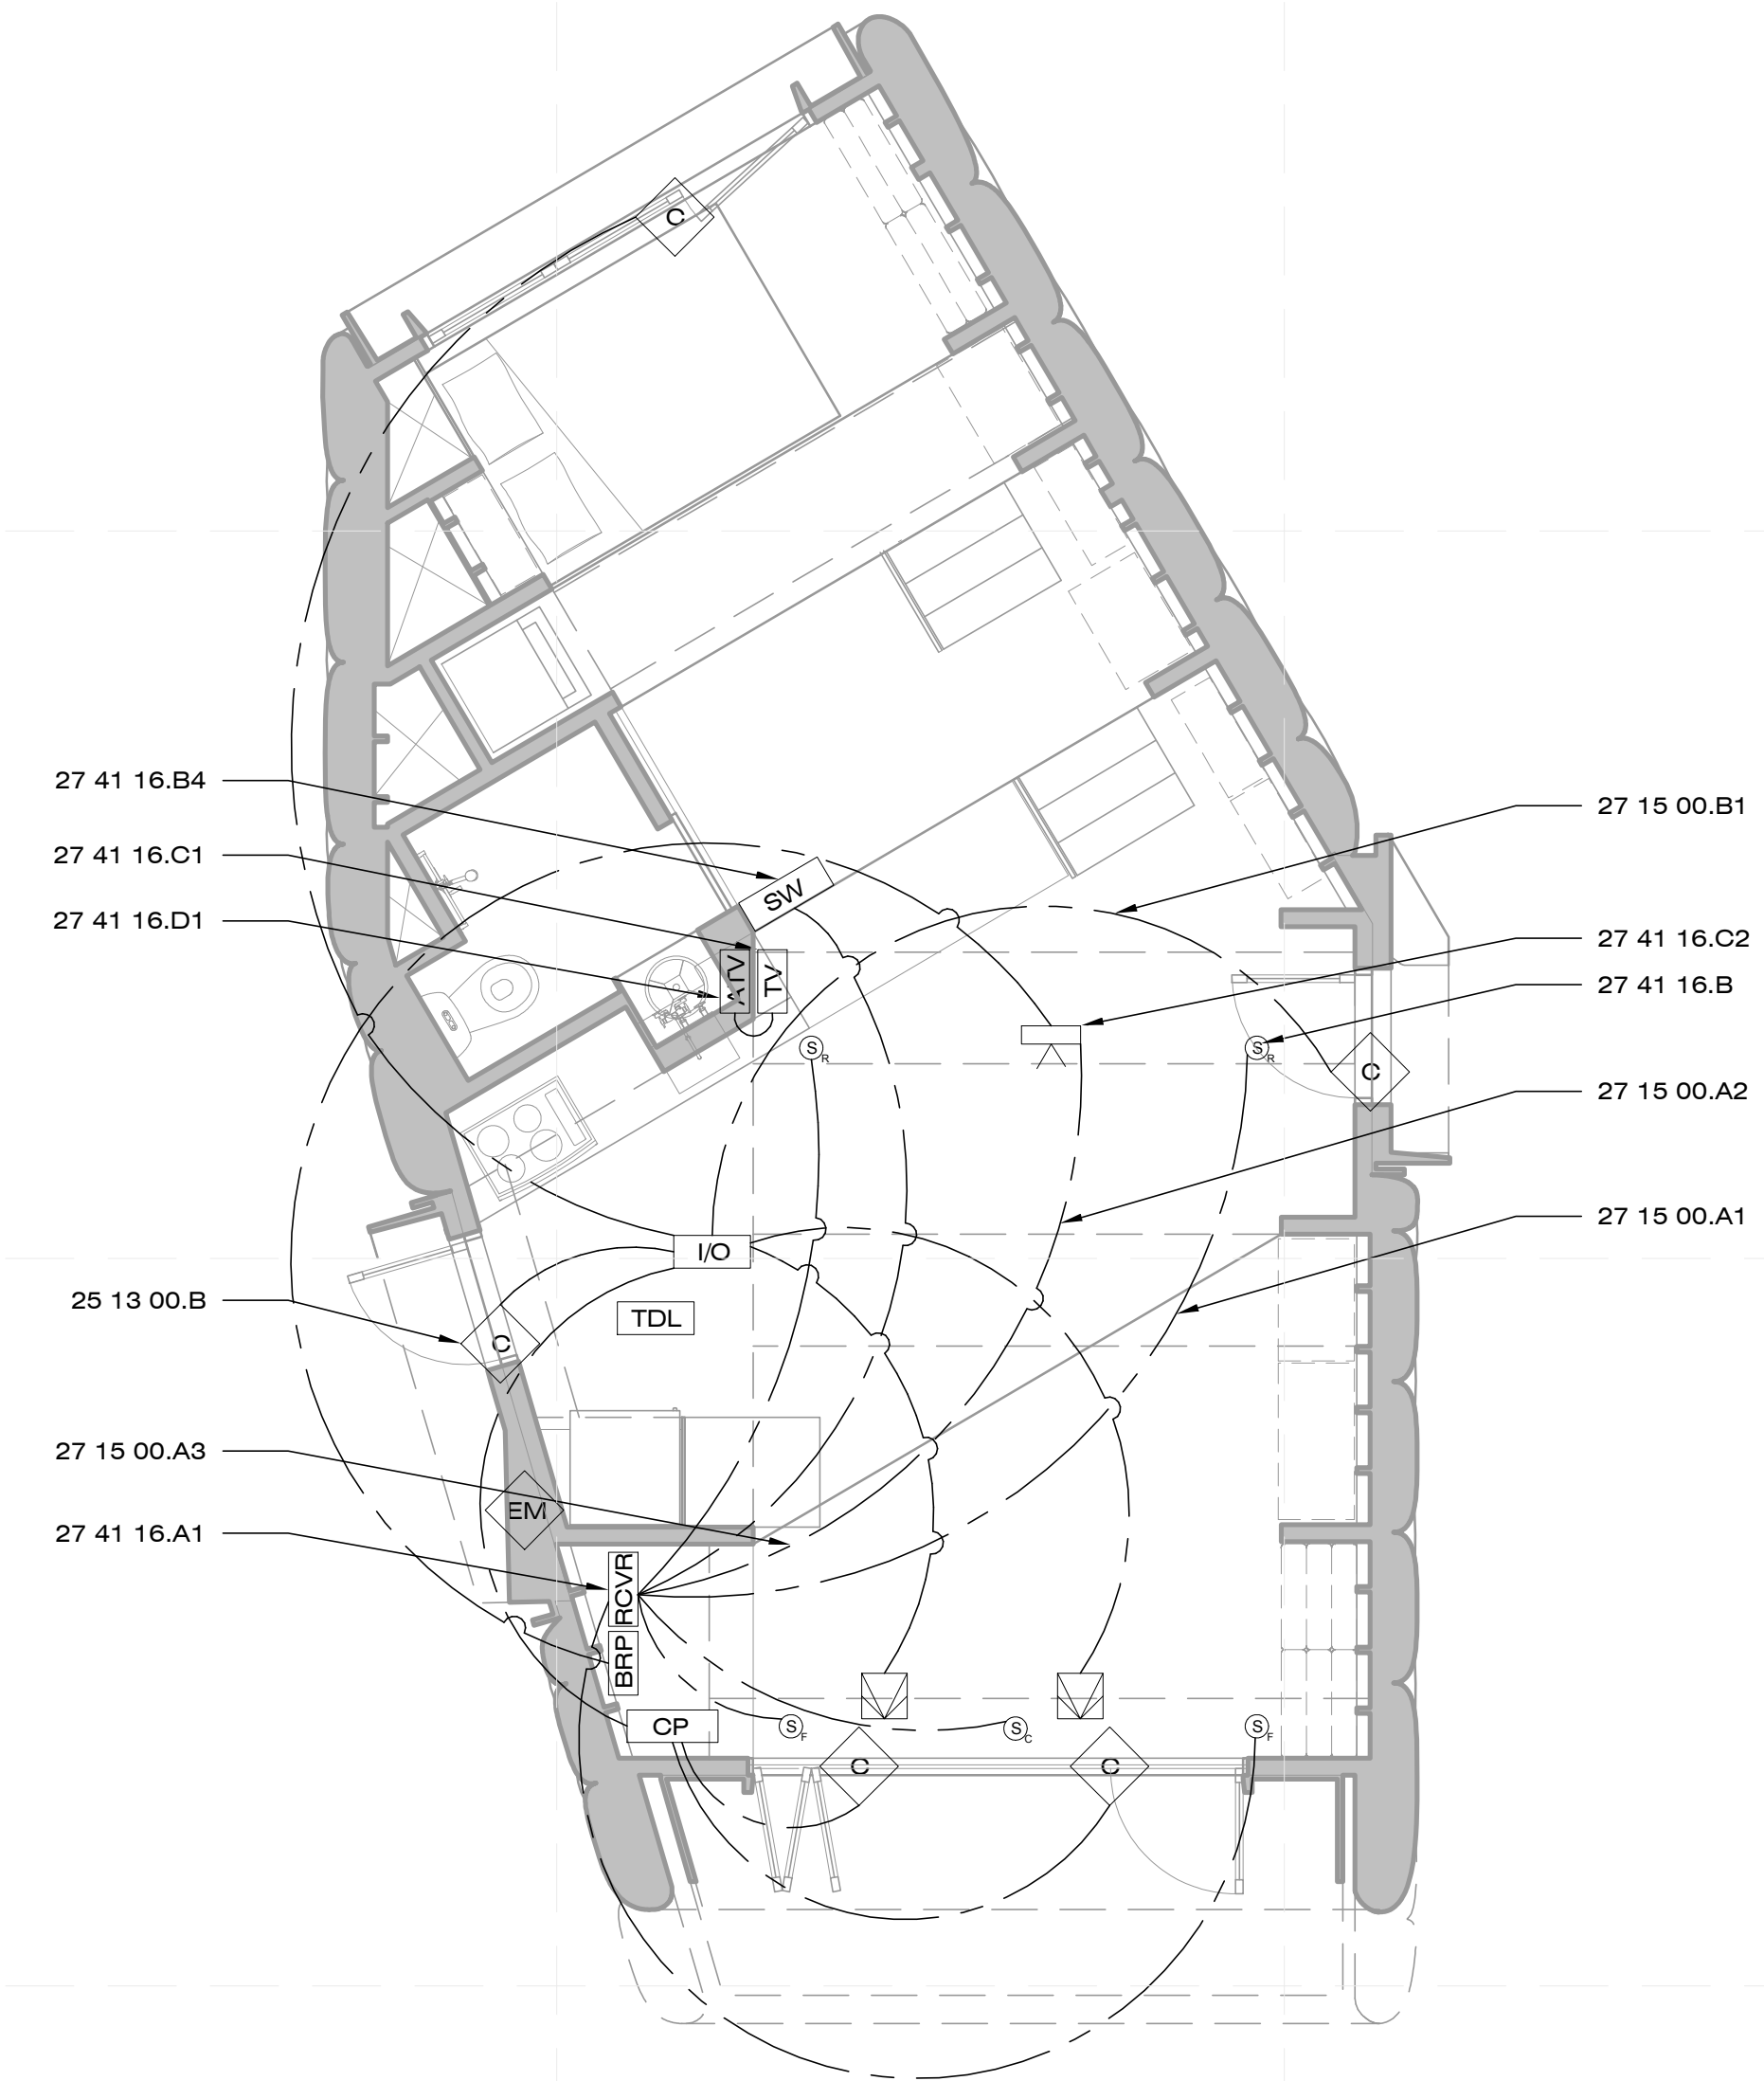 C
27 41 16.B4
27 15 00.B1
27 41 16.C1
SW
27 41 16.D1
27 41 16.C2
TV
27 41 16.B
S R
S R
C
27 15 00.A2
27 15 00.A1
I/O
25 13 00.B
TDL
C
27 15 00.A3
EM
27 41 16.A1
RCVR
BRP
CP
S F
S C
S F
C
C